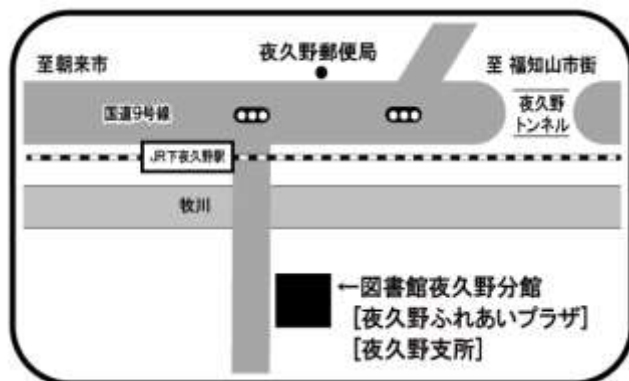 夜久野郵便局
至朝来市
至 福知山市街
国道9号線
夜久野
トンネル
JR下夜久野駅
牧川
←図書館夜久野分館
[夜久野ふれあいプラザ]
[夜久野支所]